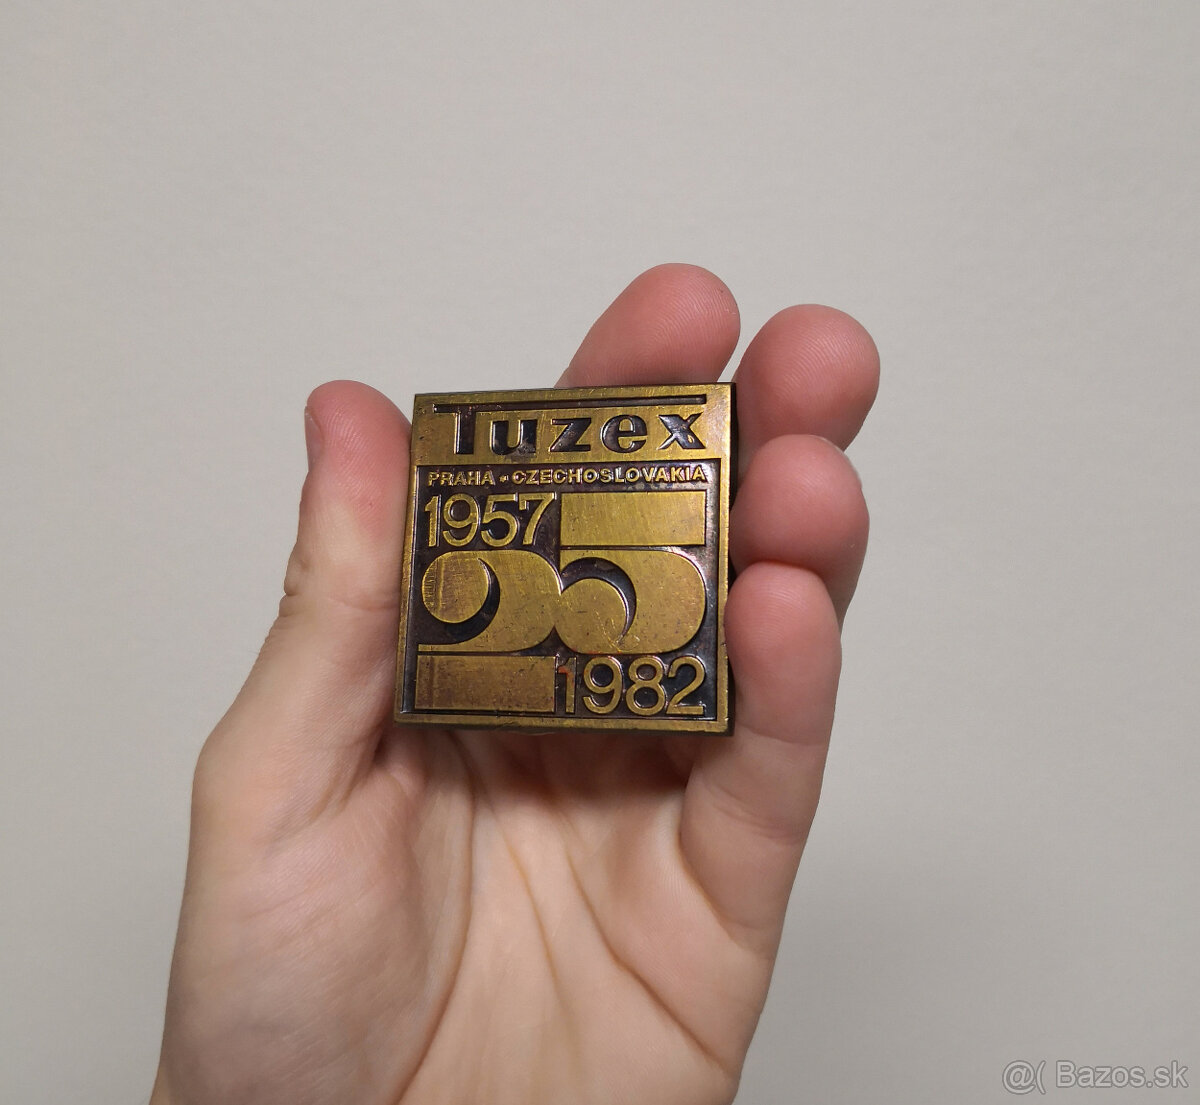 Tuzex
PRAHA • CZECHOSLOVAKIA
1957
25
1982
@( Bazos.sk